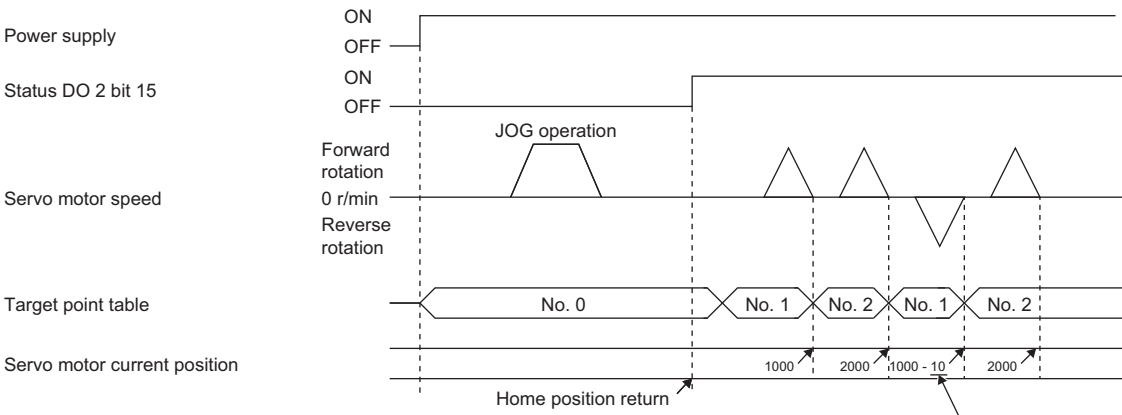 Power supply
ON
OFF
Status DO 2 bit 15
ON
OFF
JOG operation
Servo motor speed
Forward
rotation
0 r/min
Reverse
rotation
Target point table
No. 0
No. 1
No. 2
No. 1
No. 2
Servo motor current position
1000
2000
1000 - 10
2000
Home position return